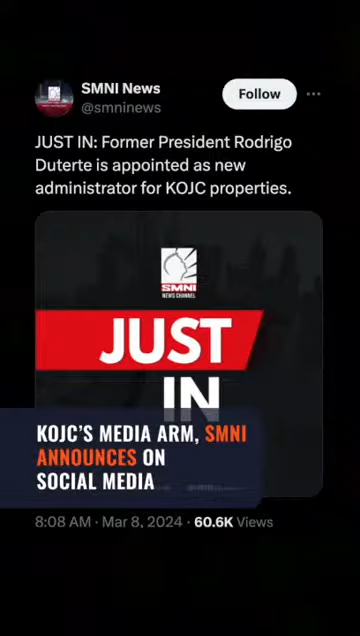 SMNI News
@smninews
Follow
JUST IN: Former President Rodrigo
Duterte is appointed as new
administrator for KOJC properties.
SMNI
NEWS CHANNEL
JUST
IN
KOJC'S MEDIA ARM, SMNI
ANNOUNCES ON
SOCIAL MEDIA
8:08 AM · Mar 8, 2024 · 60.6K Views